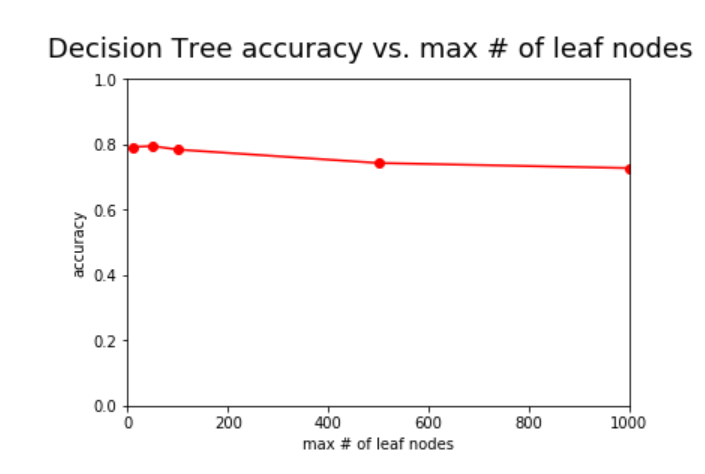 Decision Tree accuracy vs. max # of leaf nodes
1.0
0.8
0.6
0.4
0.2
0.0
accuracy
0 200 400 600 800 1000
max # of leaf nodes